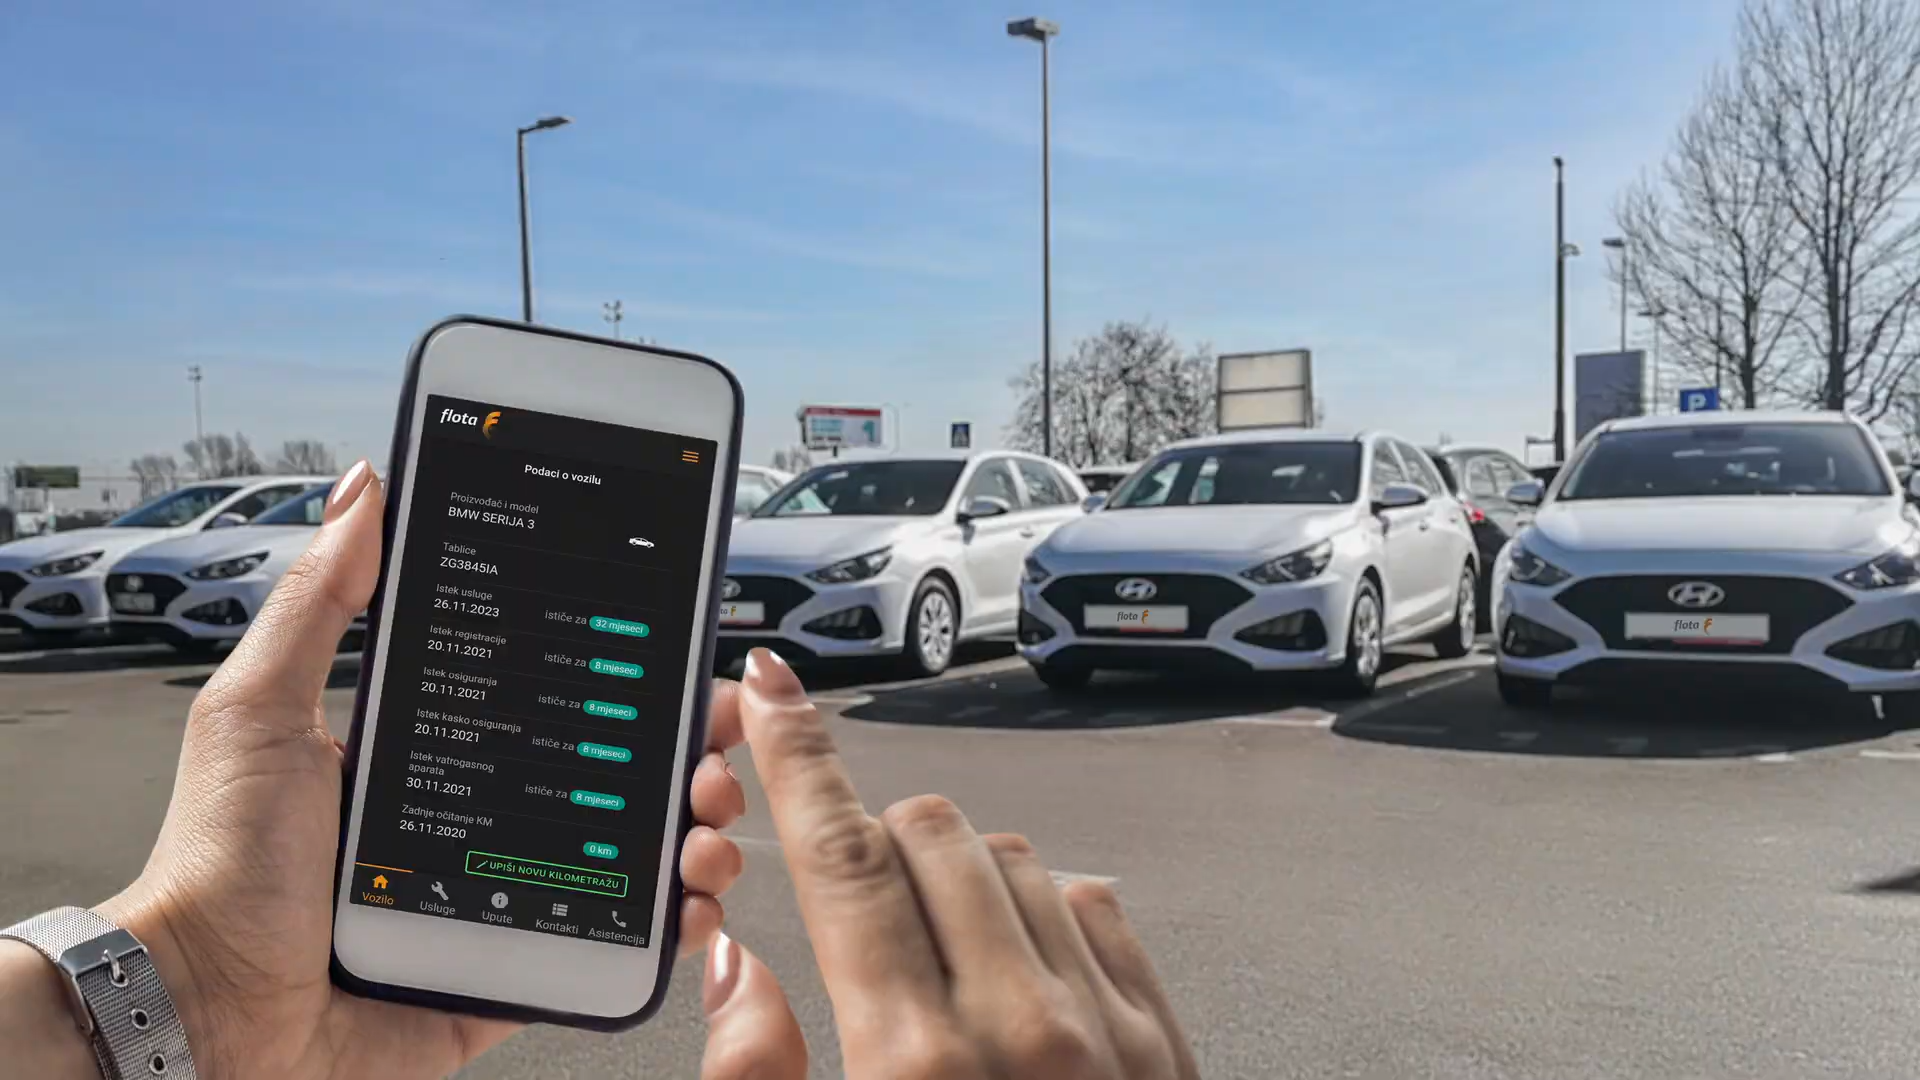 flota
Podaci o vozilu
Proizvođač i model
BMW SERIJA 3
Tablice
ZG3845IA
Istek usluge
26.11.2023
ističe za 32 mjeseci
Istek registracije
20.11.2021
ističe za 8 mjeseci
Istek osiguranja
20.11.2021
ističe za 8 mjeseci
Istek kasko osiguranja
20.11.2021
ističe za 8 mjeseci
Istek vatrogasnog
aparata
30.11.2021
ističe za 8 mjeseci
Zadnje očitanje KM
26.11.2020
0 km
UPIŠI NOVU KILOMETRAŽU
Vozilo
Usluge
Upute
Kontakti
Asistencija
flota
flota
P